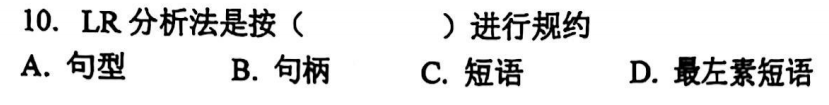 10. LR 分析法是按（ ）进行规约
A. 句型 B. 句柄 C. 短语 D. 最左素短语